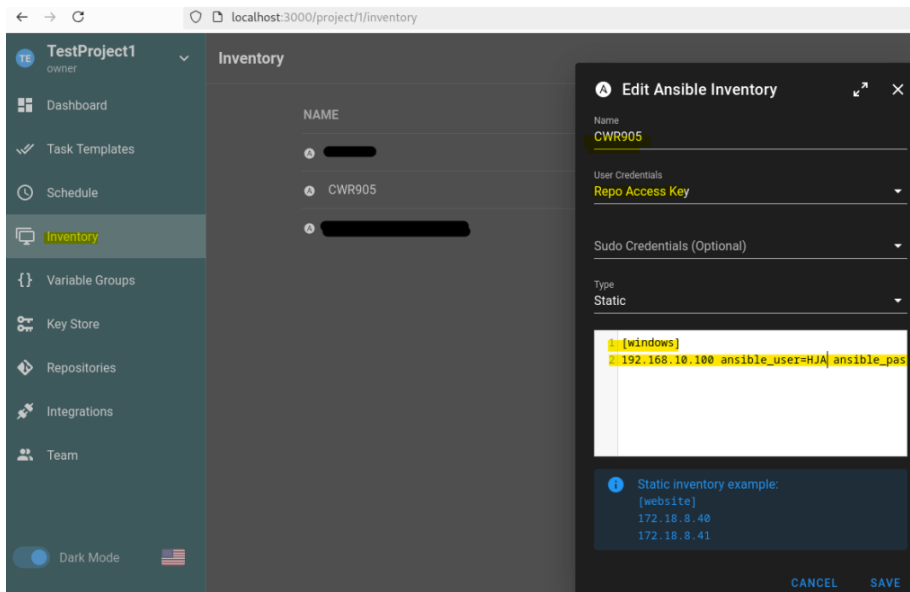 localhost:3000/project/1/inventory
TE
TestProject1
owner
Dashboard
Task Templates
Schedule
Inventory
Variable Groups
Key Store
Repositories
Integrations
Team
Dark Mode
Inventory
NAME
A
A CWR905
A
A Edit Ansible Inventory
Name
CWR905
User Credentials
Repo Access Key
Sudo Credentials (Optional)
Type
Static
1 [windows]
2 192.168.10.100 ansible_user=HJA ansible_pas
Static inventory example:
[website]
172.18.8.40
172.18.8.41
CANCEL SAVE